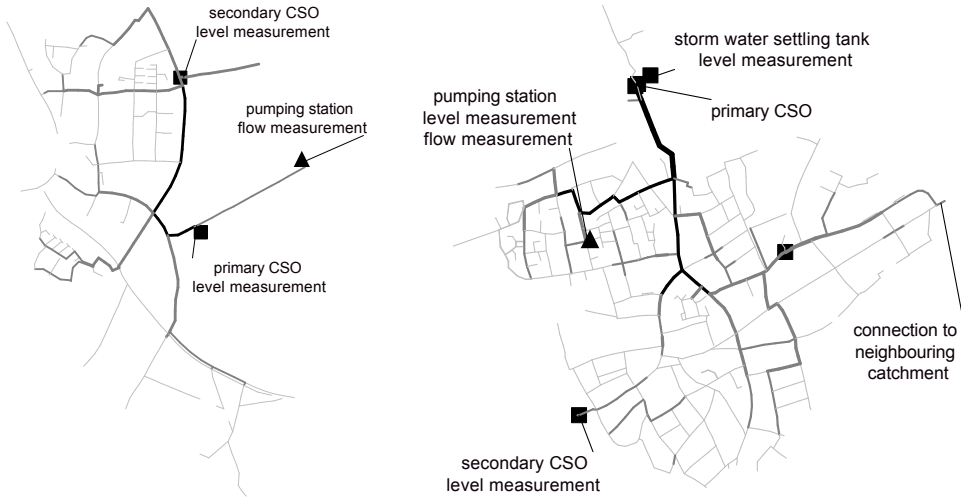 secondary CSO
level measurement
pumping station
flow measurement
primary CSO
level measurement
storm water settling tank
level measurement
primary CSO
pumping station
level measurement
flow measurement
connection to
neighbouring
catchment
secondary CSO
level measurement